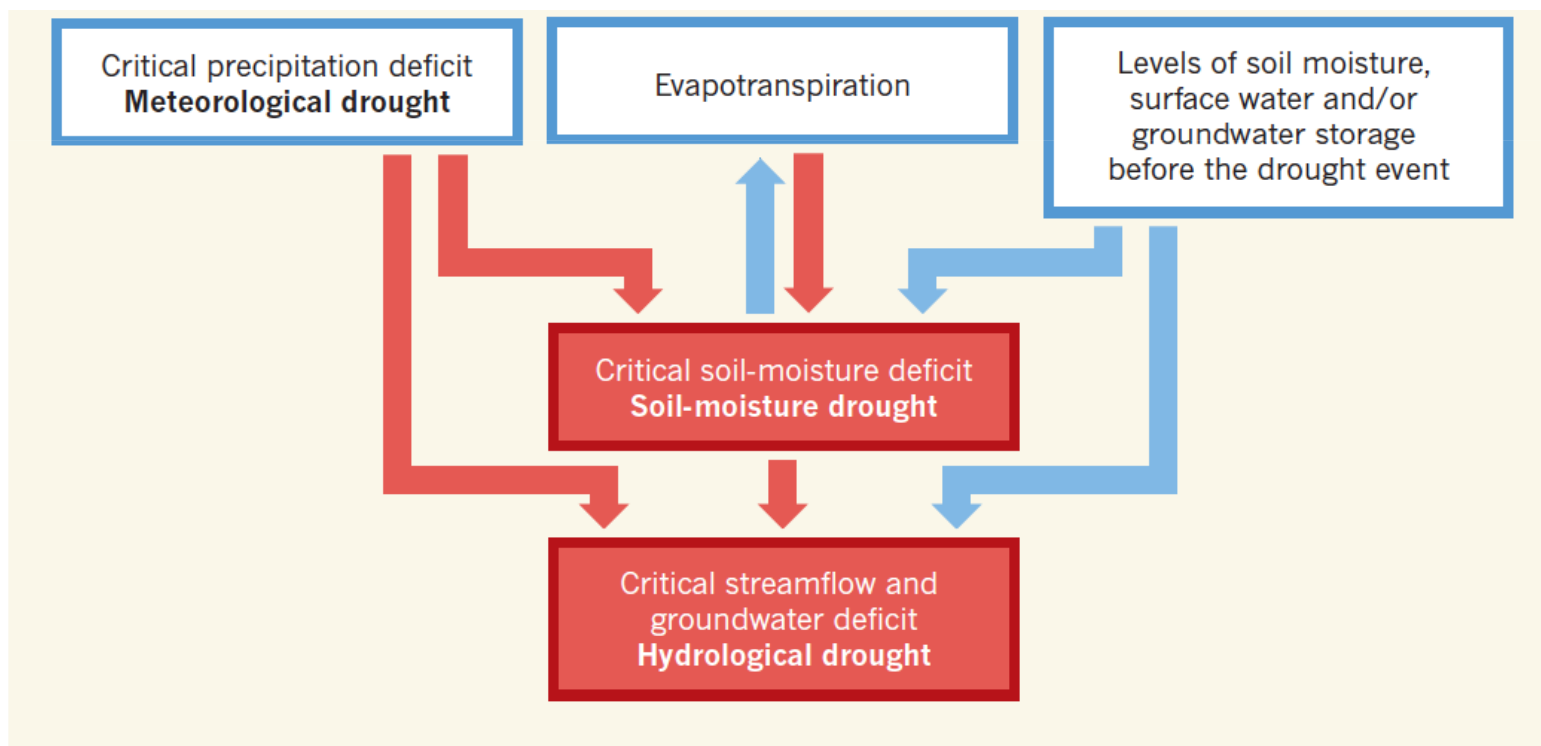 Critical precipitation deficit
Meteorological drought
Evapotranspiration
Levels of soil moisture,
surface water and/or
groundwater storage
before the drought event
Critical soil-moisture deficit
Soil-moisture drought
Critical streamflow and
groundwater deficit
Hydrological drought